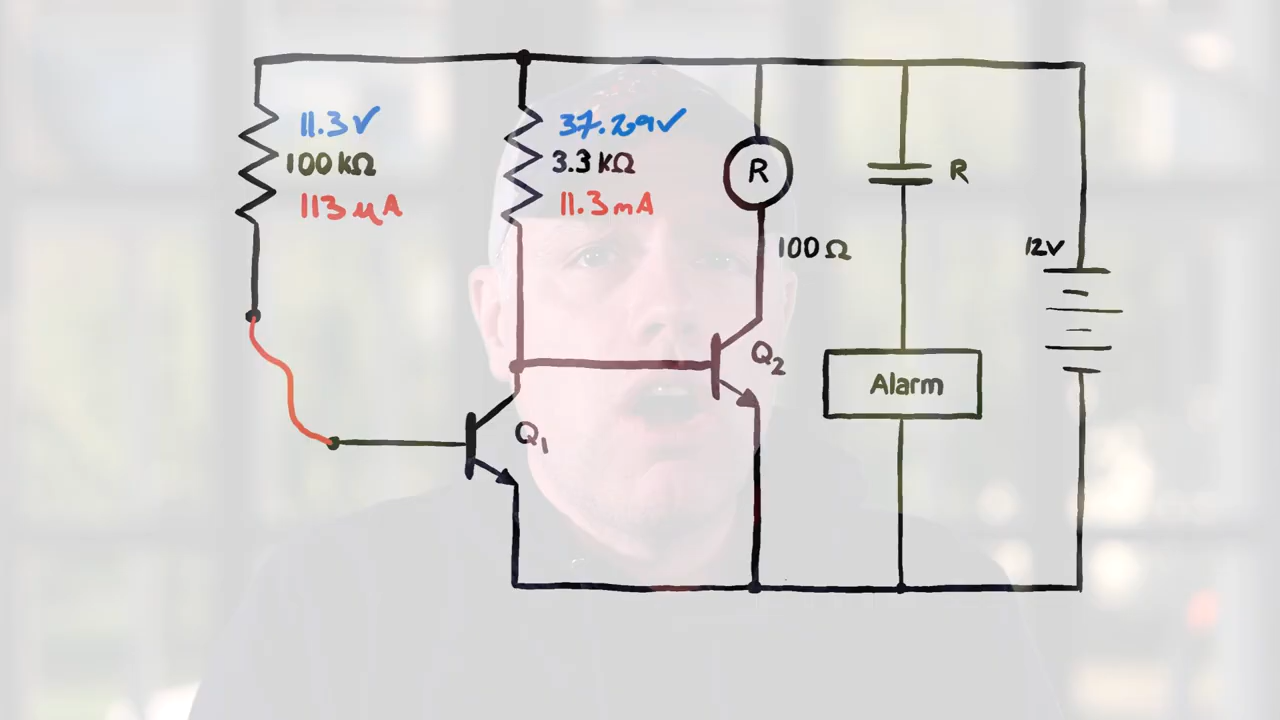 11.3V
100 kΩ
113 μA
37.29V
3.3 kΩ
11.3 mA
R
100 Ω
R
12V
Q1
Q2
Alarm